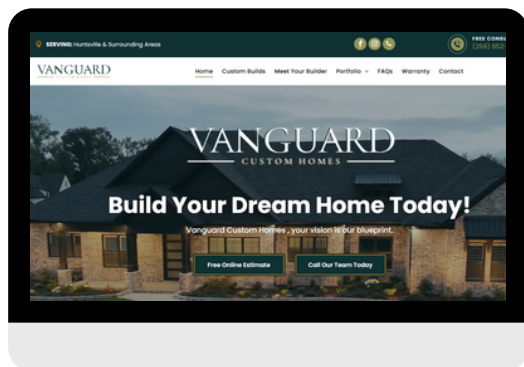 SERVING: Huntsville & Surrounding Areas
FREE CONSU
(256) 652-
VANGUARD
CUSTOM HOMES
Home Custom Builds Meet Your Builder Portfolio FAQs Warranty Contact
VANGUARD
CUSTOM HOMES
Build Your Dream Home Today!
Vanguard Custom Homes , your vision is our blueprint.
Free Online Estimate
Call Our Team Today